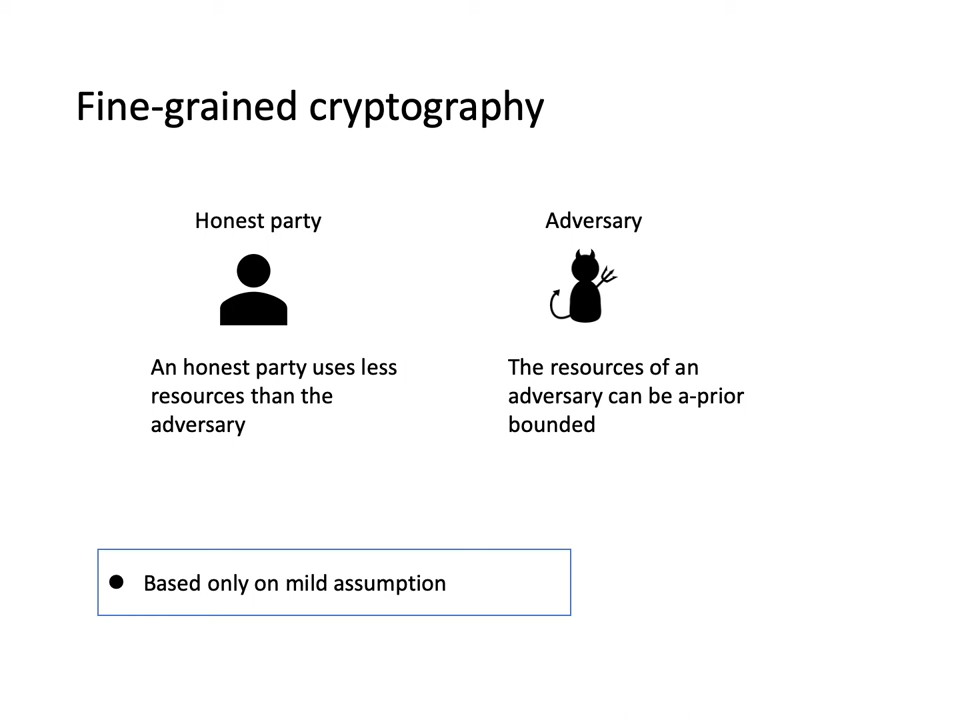 Fine-grained cryptography
Honest party
Adversary
An honest party uses less
resources than the
adversary
The resources of an
adversary can be a-prior
bounded
● Based only on mild assumption